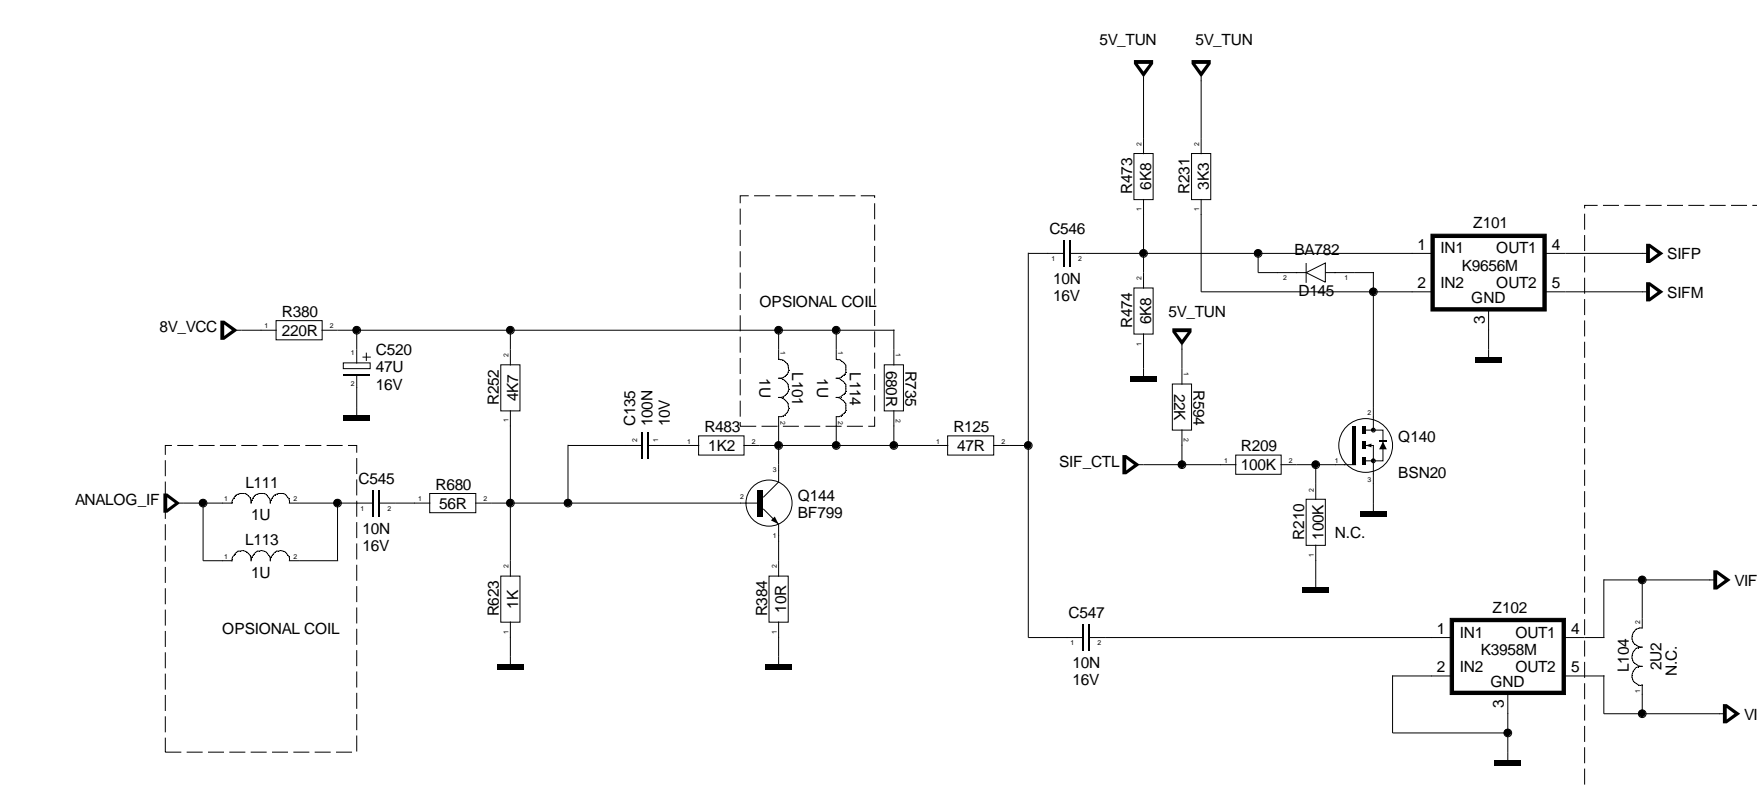 5V_TUN
5V_TUN
R473
6K8
R231
3K3
C546
10N
16V
R474
6K8
BA782
D145
Z101
1 IN1 OUT1 4
K9656M
2 IN2 OUT2 5
GND
3
SIFP
SIFM
OPSIONAL COIL
8V_VCC
R380
220R
C520
47U
16V
R252
4K7
C135
100N
10V
R483
1K2
L101
1U
L114
1U
R735
680R
R125
47R
5V_TUN
R594
22K
SIF_CTL
R209
100K
Q140
BSN20
R210
100K
N.C.
ANALOG_IF
L111
1U
L113
1U
C545
10N
16V
R680
56R
Q144
BF799
R623
1K
R384
10R
OPSIONAL COIL
C547
10N
16V
Z102
1 IN1 OUT1 4
K3958M
2 IN2 OUT2 5
GND
3
L104
2U2
N.C.
VIF
VI